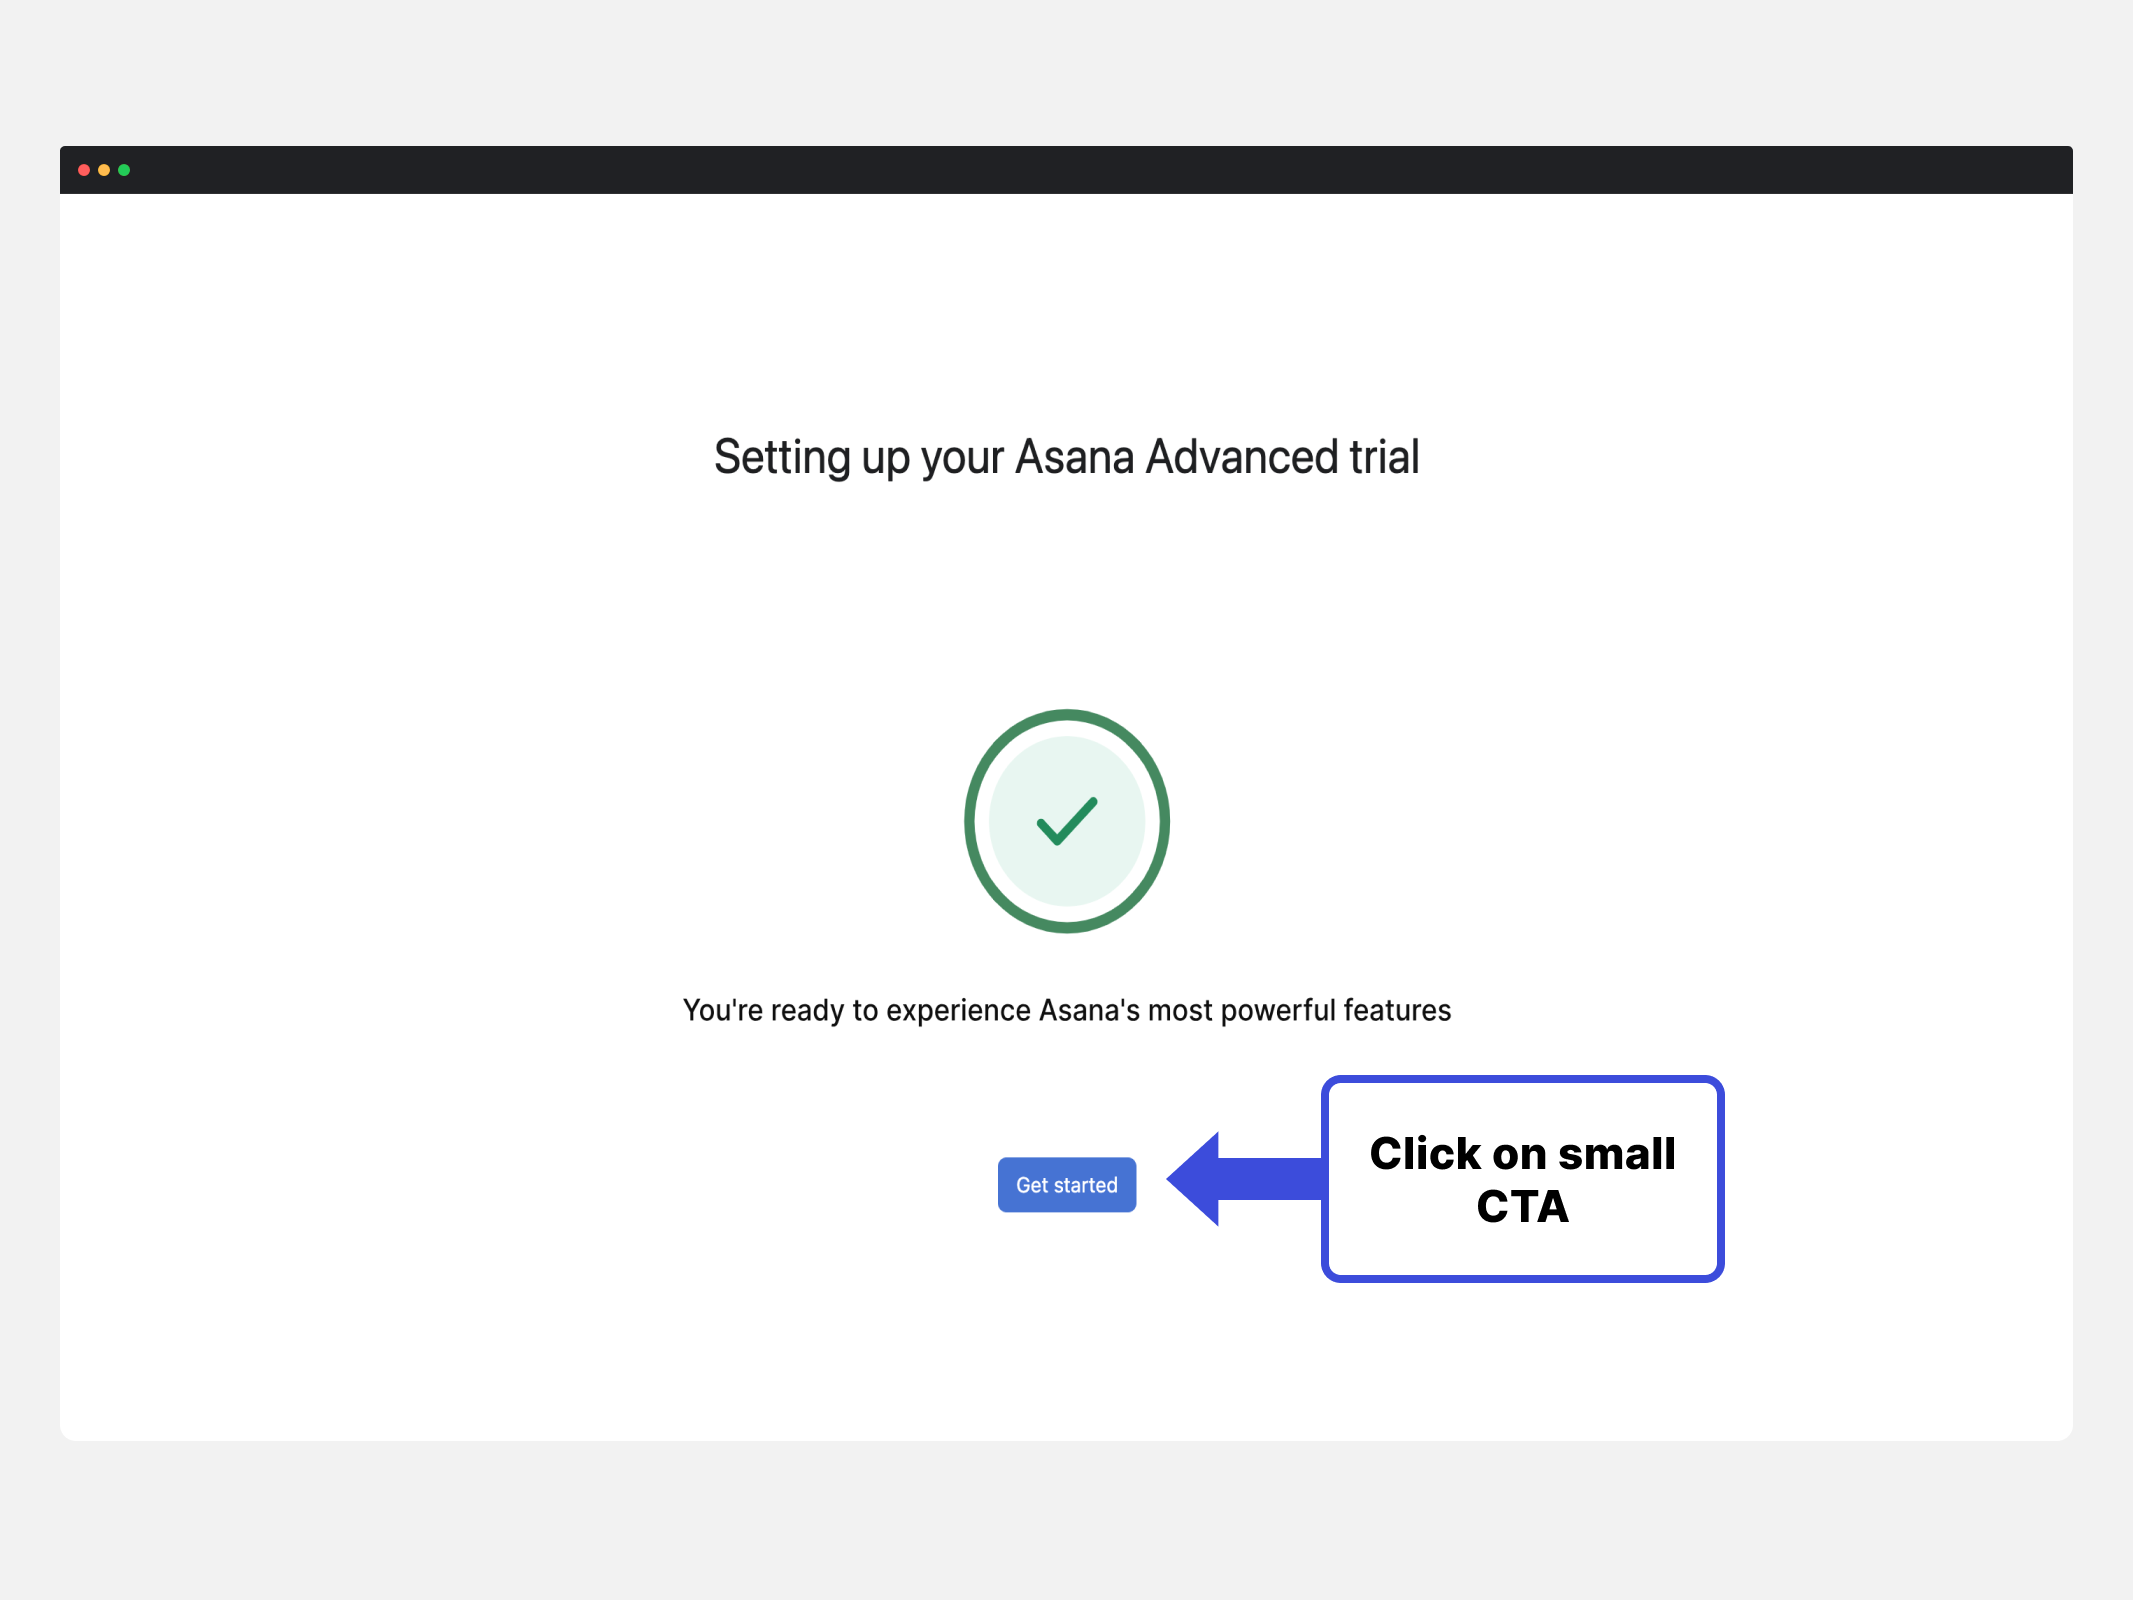 Setting up your Asana Advanced trial
You're ready to experience Asana's most powerful features
Get started
Click on small
CTA